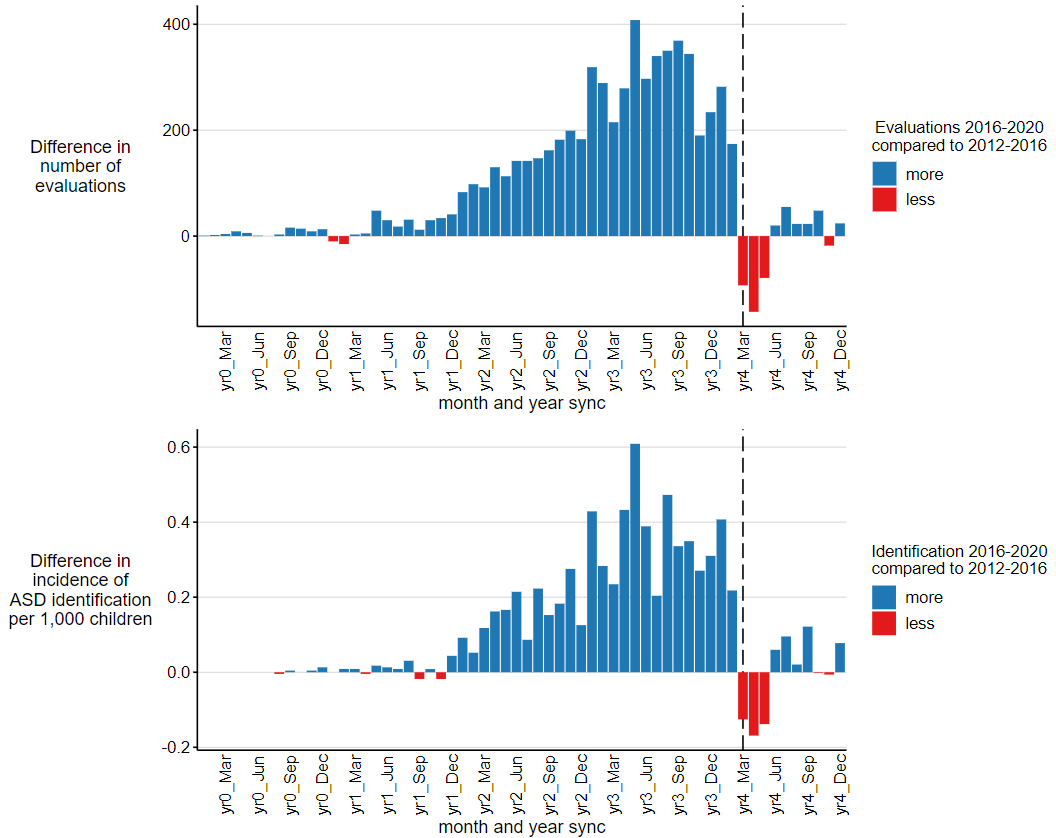 400
200
0
Difference in
number of
evaluations
yr0_Mar
yr0_Jun
yr0_Sep
yr0_Dec
yr1_Mar
yr1_Jun
yr1_Sep
yr1_Dec
yr2_Mar
yr2_Jun
yr2_Sep
yr2_Dec
yr3_Mar
yr3_Jun
yr3_Sep
yr3_Dec
yr4_Mar
yr4_Jun
yr4_Sep
yr4_Dec
month and year sync
Evaluations 2016-2020
compared to 2012-2016
more
less
0.6
0.4
0.2
0.0
-0.2
Difference in
incidence of
ASD identification
per 1,000 children
yr0_Mar
yr0_Jun
yr0_Sep
yr0_Dec
yr1_Mar
yr1_Jun
yr1_Sep
yr1_Dec
yr2_Mar
yr2_Jun
yr2_Sep
yr2_Dec
yr3_Mar
yr3_Jun
yr3_Sep
yr3_Dec
yr4_Mar
yr4_Jun
yr4_Sep
yr4_Dec
month and year sync
Identification 2016-2020
compared to 2012-2016
more
less